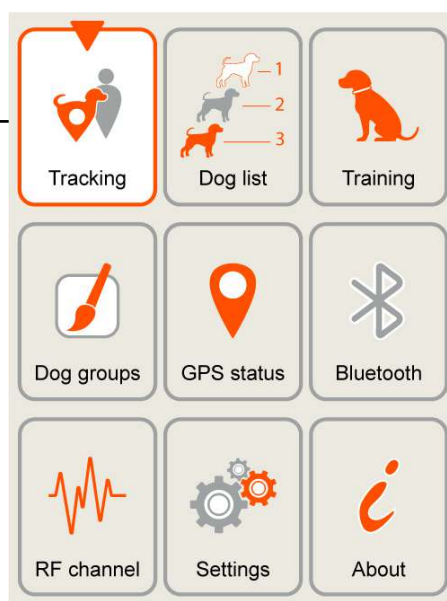 1
2
3
Tracking
Dog list
Training
Dog groups
GPS status
Bluetooth
RF channel
Settings
About